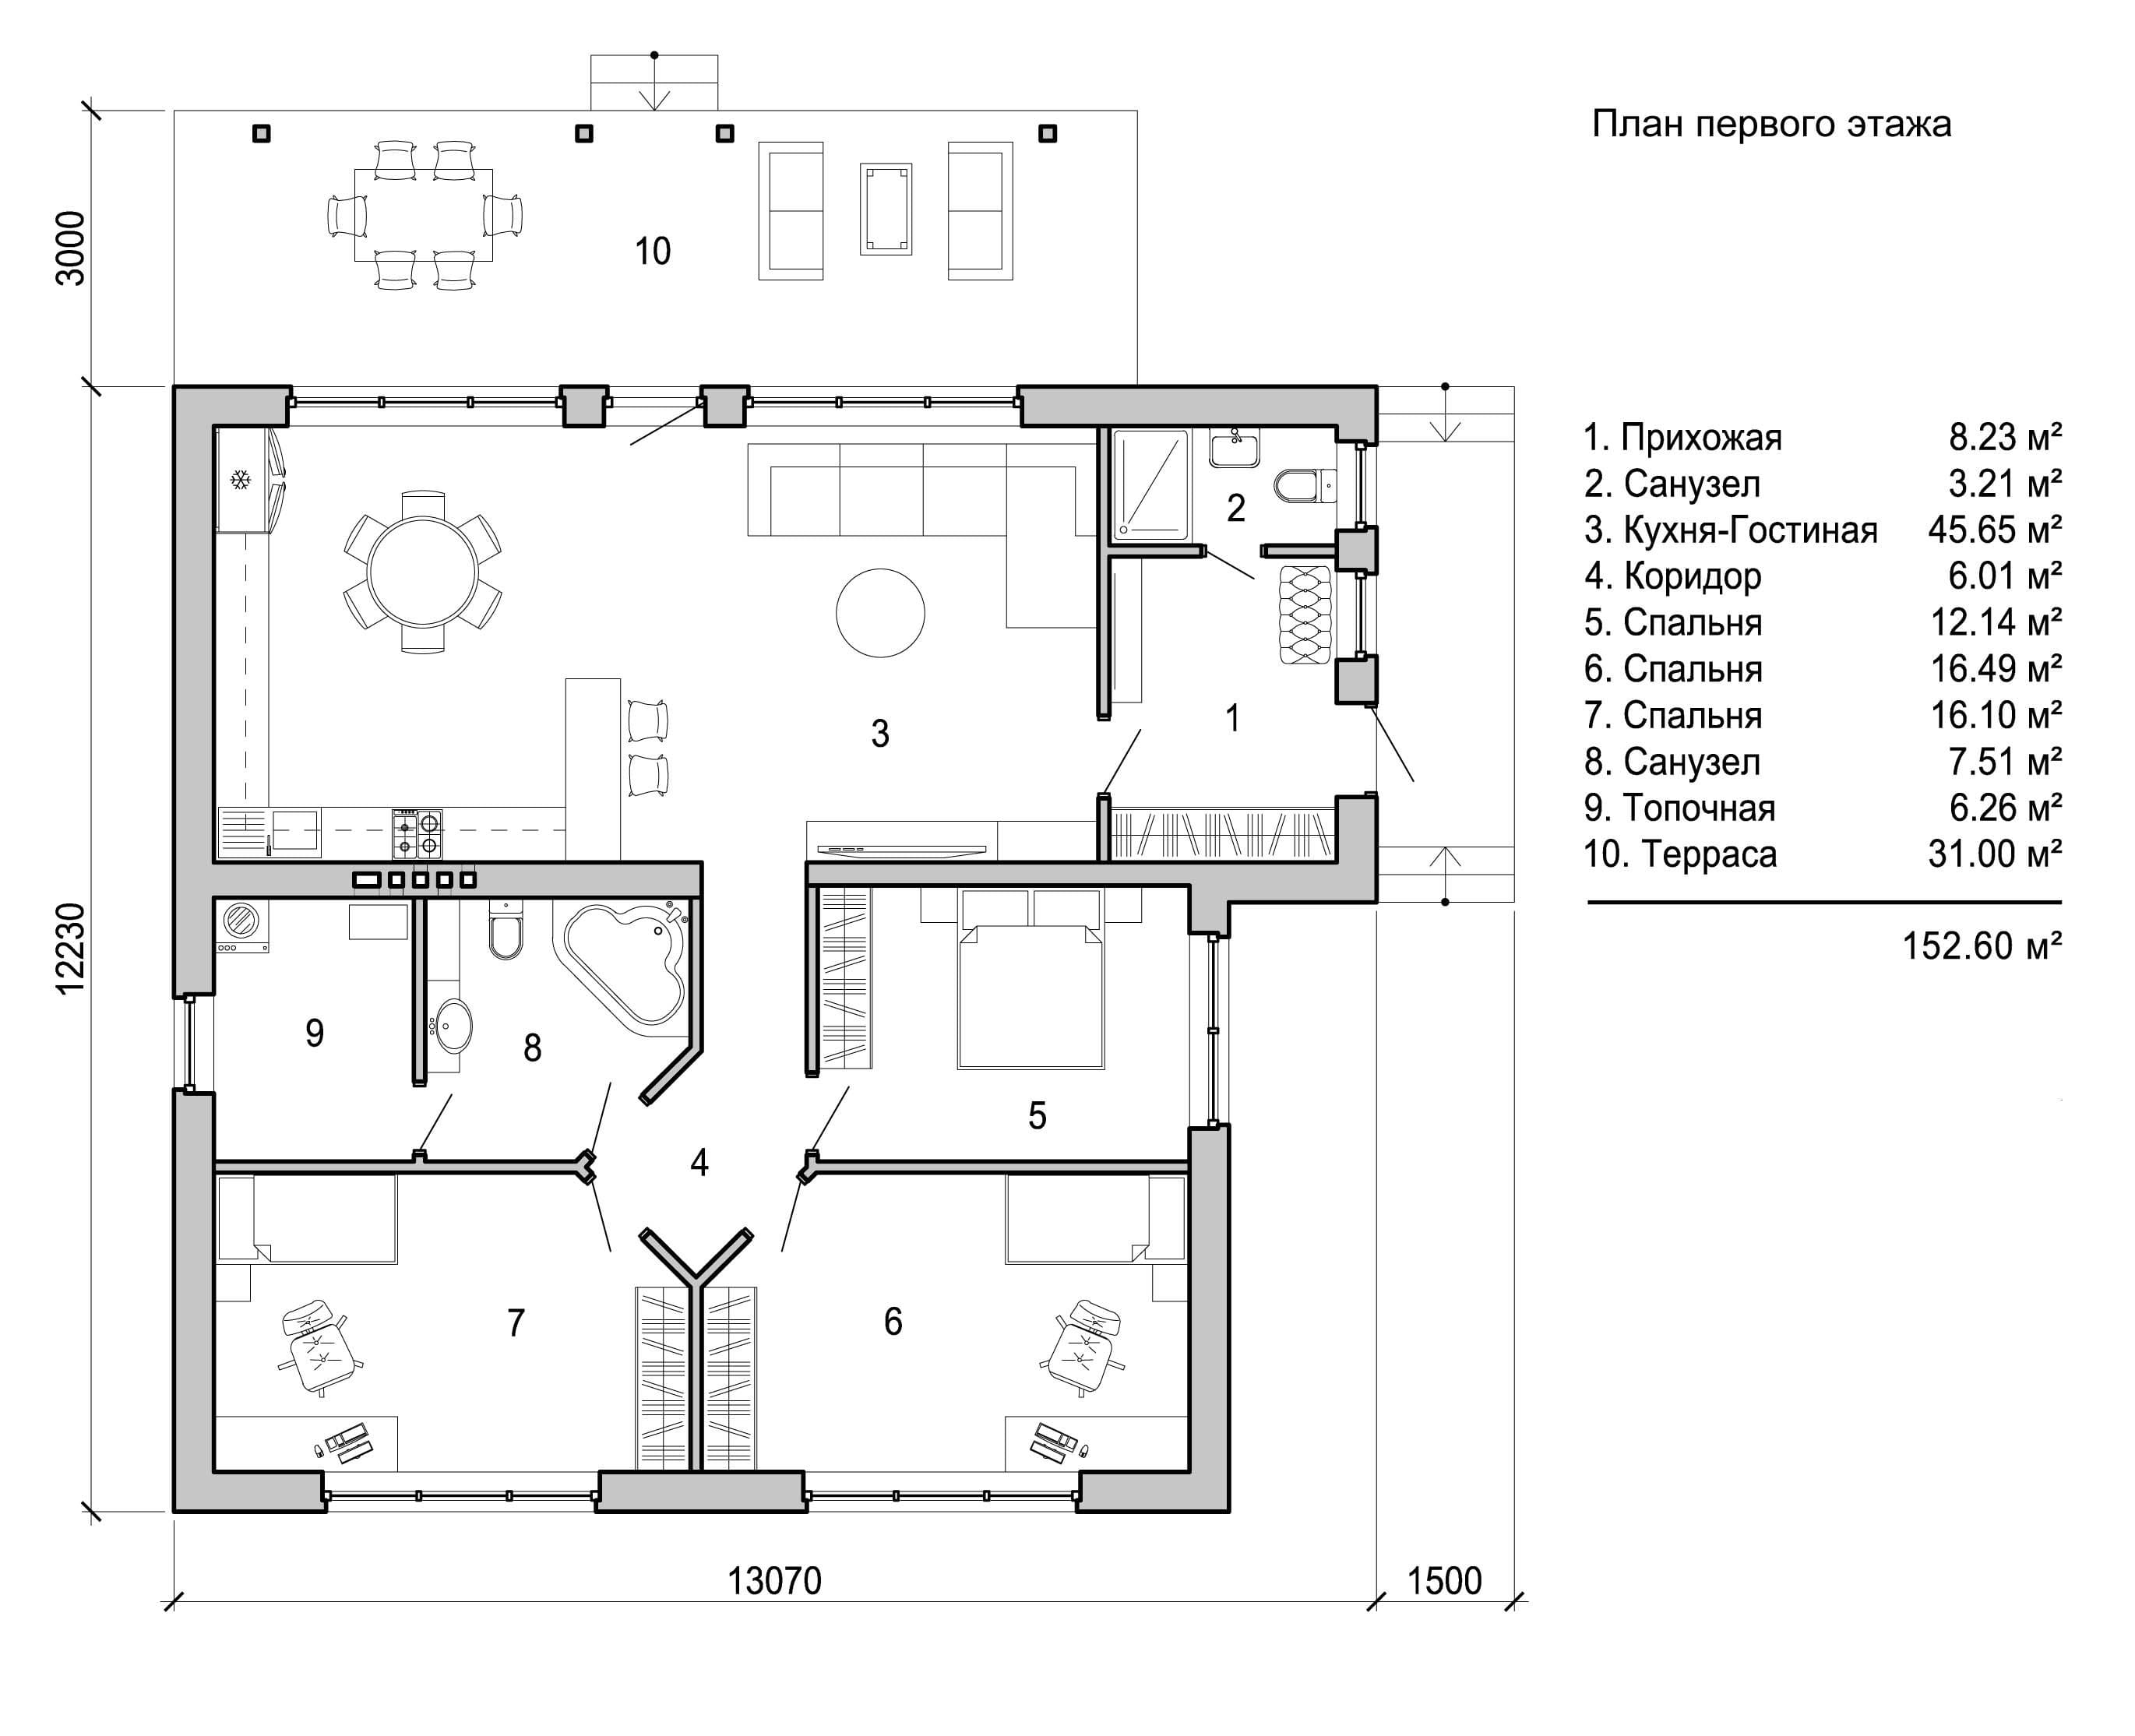 План первого этажа
3000
10
1. Прихожая 8.23 м²
2. Санузел 3.21 м²
3. Кухня-Гостиная 45.65 м²
4. Коридор 6.01 м²
5. Спальня 12.14 м²
6. Спальня 16.49 м²
7. Спальня 16.10 м²
8. Санузел 7.51 м²
9. Топочная 6.26 м²
10. Терраса 31.00 м²
152.60 м²
2
3
1
12230
9
8
5
4
7
6
13070
1500